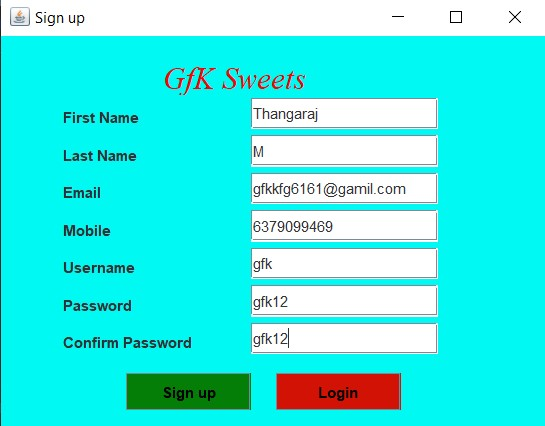 Sign up
GfK Sweets
First Name Thangaraj
Last Name M
Email gfkkfg6161@gamil.com
Mobile 6379099469
Username gfk
Password gfk12
Confirm Password gfk12
Sign up Login